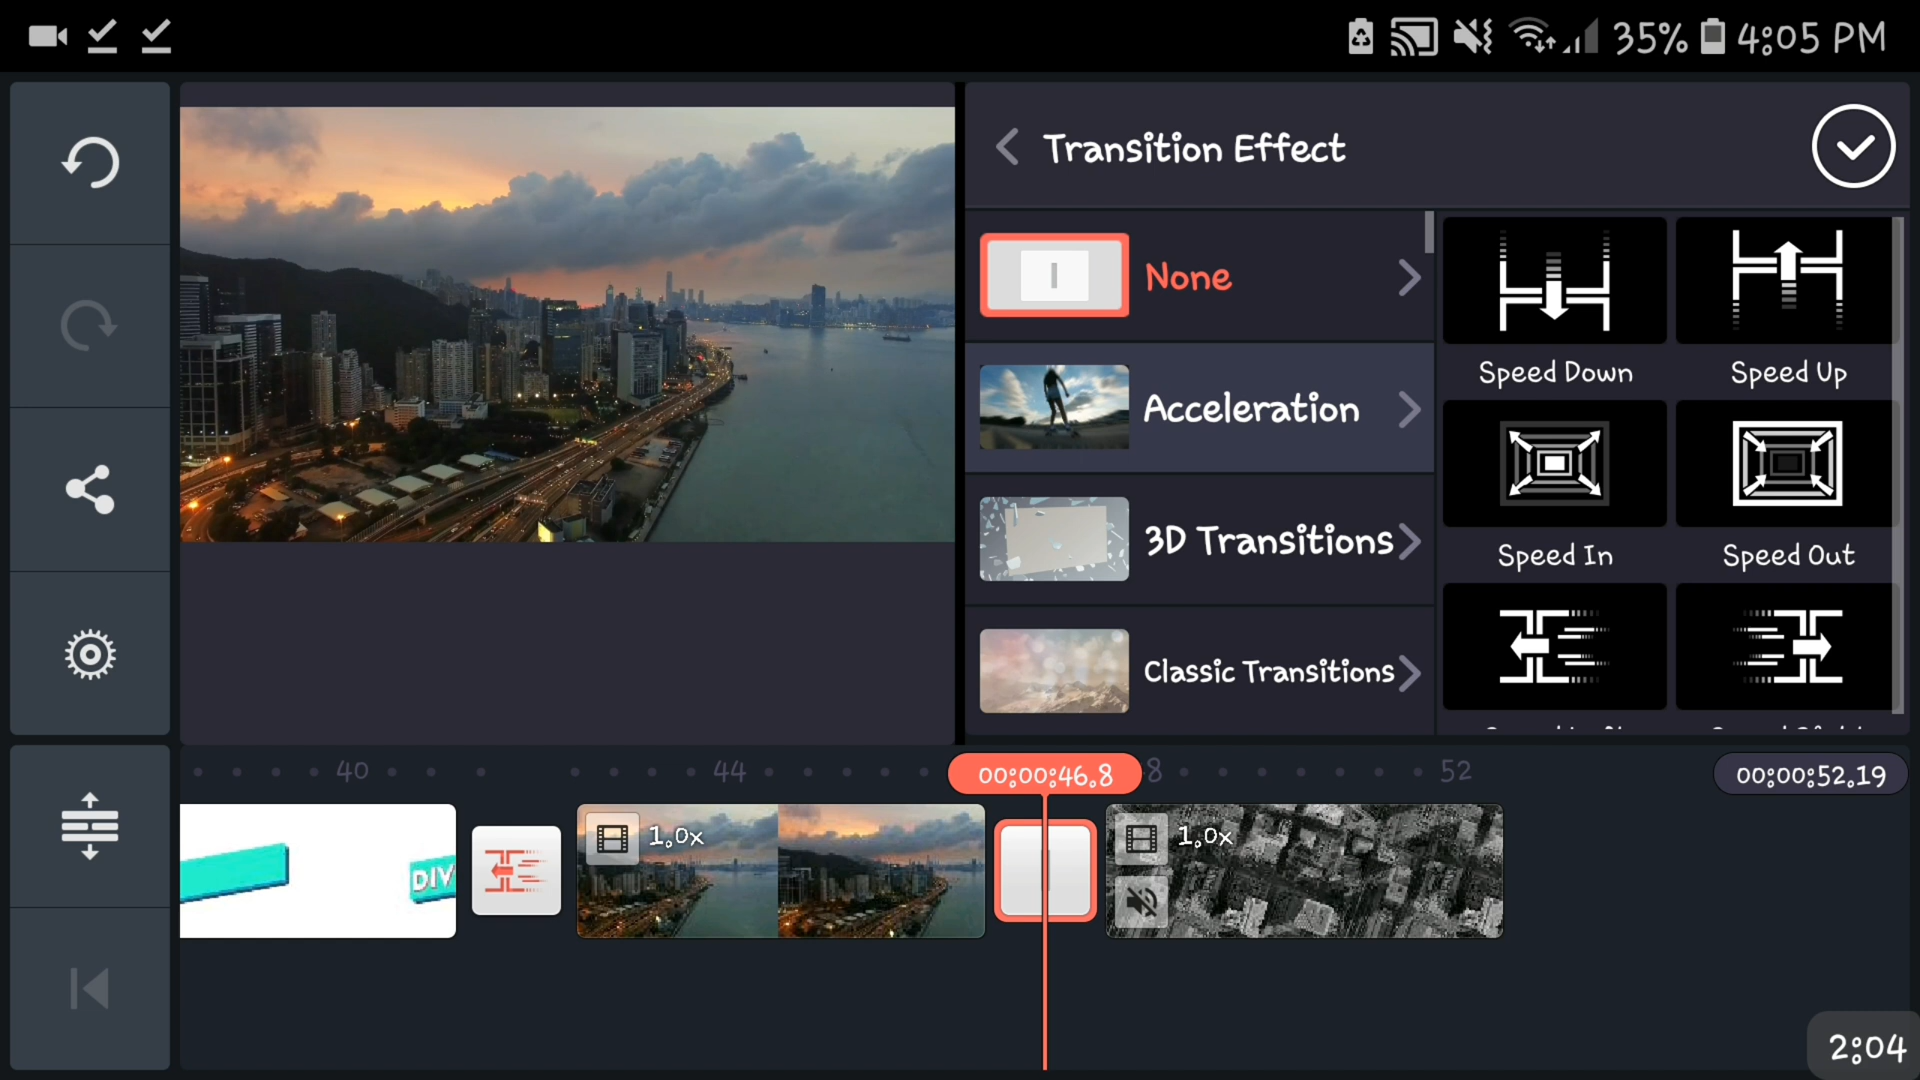 35% 4:05 PM
Transition Effect
None
Acceleration
3D Transitions
Classic Transitions
Speed Down
Speed Up
Speed In
Speed Out
40
44
00:00:46.8
8
52
00:00:52.19
DIV
1.0x
1.0x
2:04